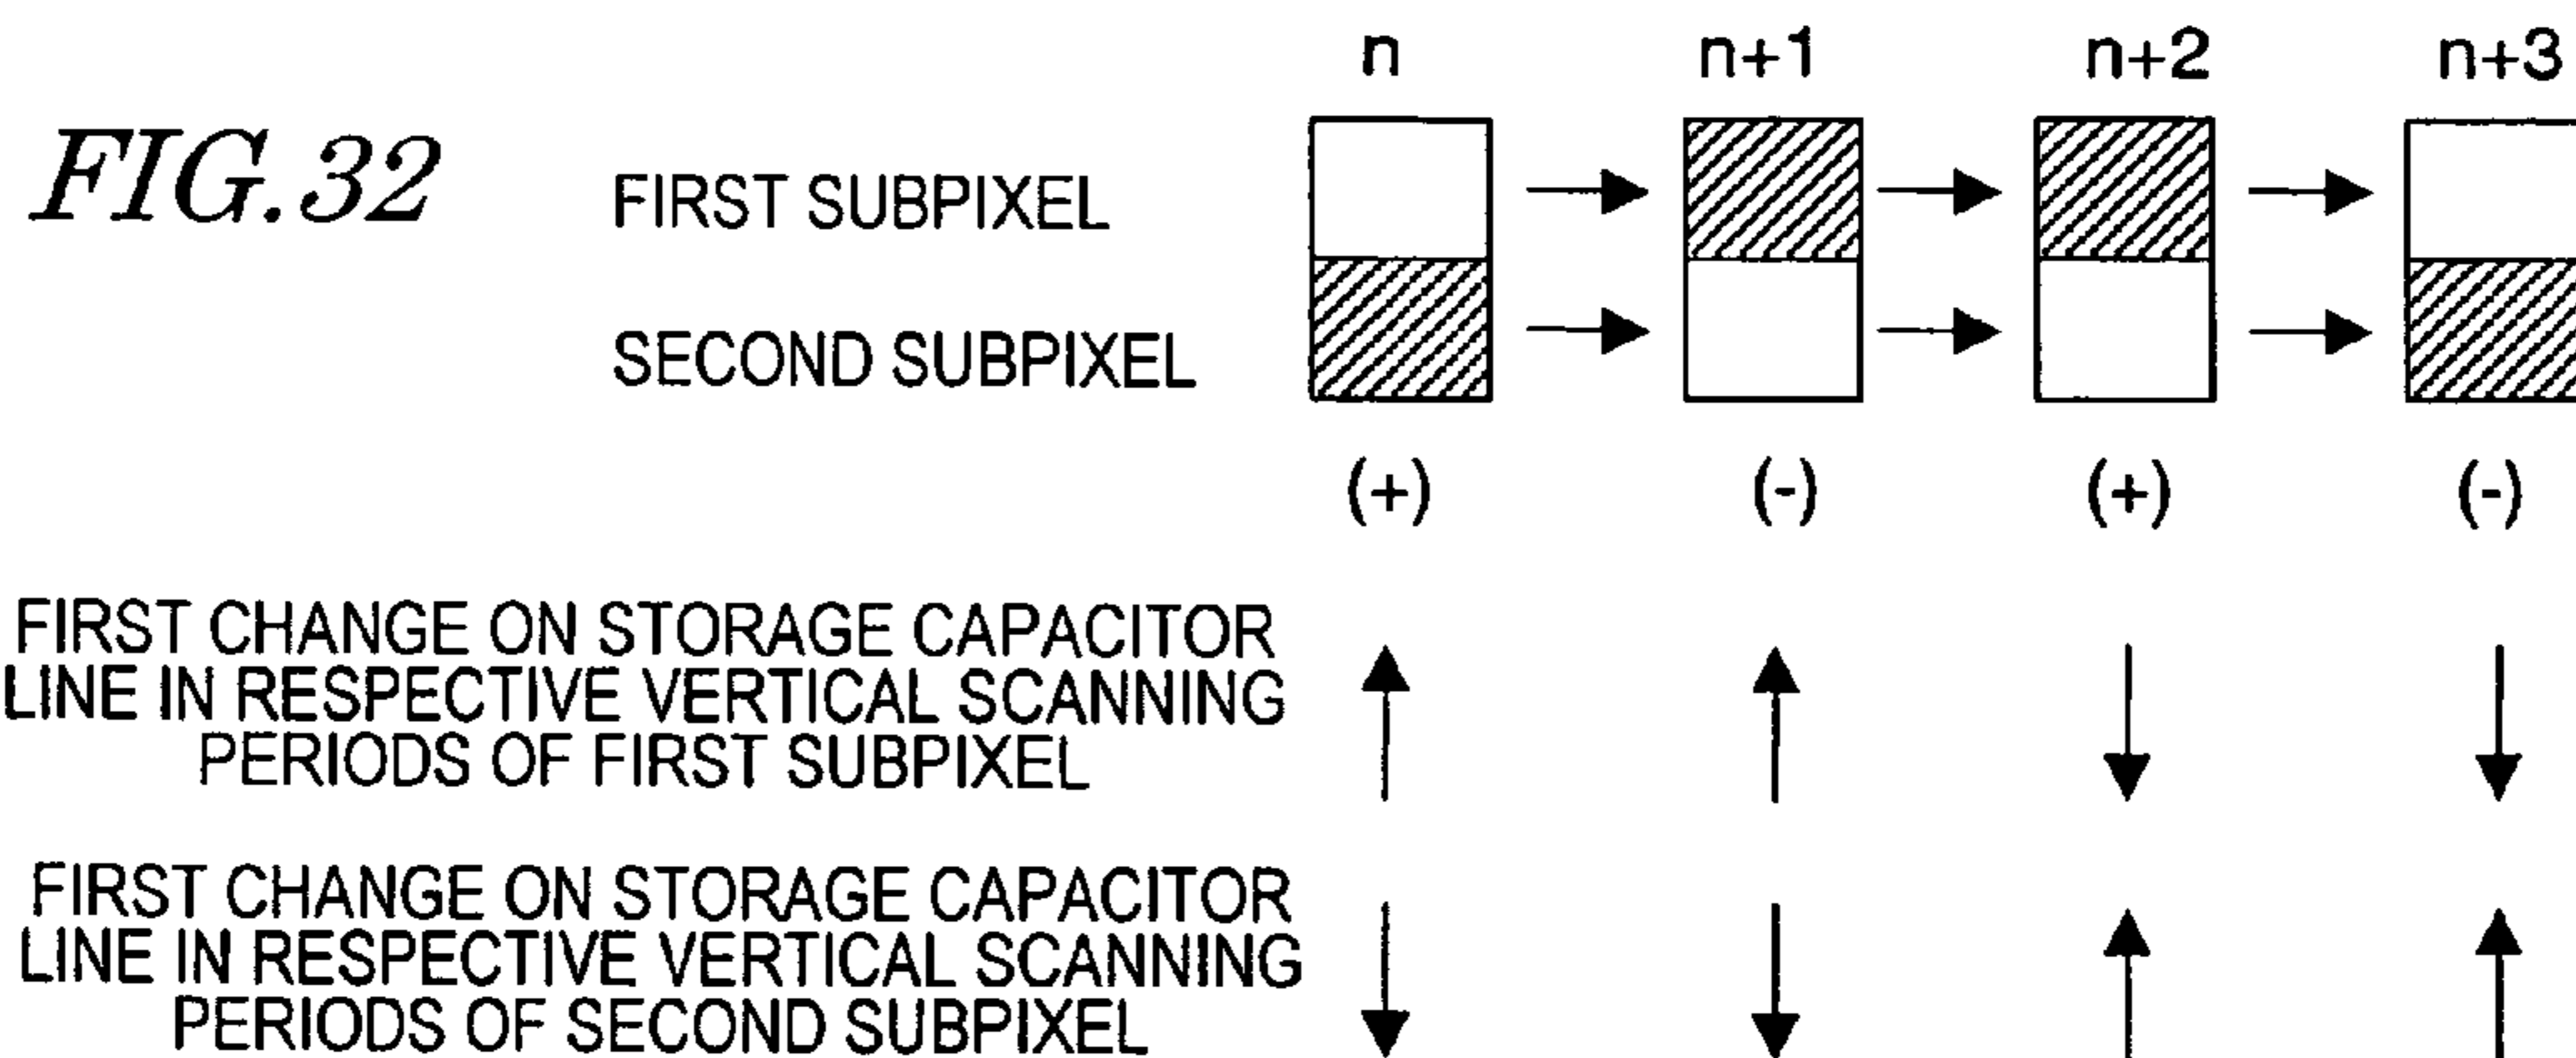 n n+1 n+2 n+3
FIG.32
FIRST SUBPIXEL
SECOND SUBPIXEL
(+) (-) (+) (-)
FIRST CHANGE ON STORAGE CAPACITOR
LINE IN RESPECTIVE VERTICAL SCANNING
PERIODS OF FIRST SUBPIXEL
FIRST CHANGE ON STORAGE CAPACITOR
LINE IN RESPECTIVE VERTICAL SCANNING
PERIODS OF SECOND SUBPIXEL